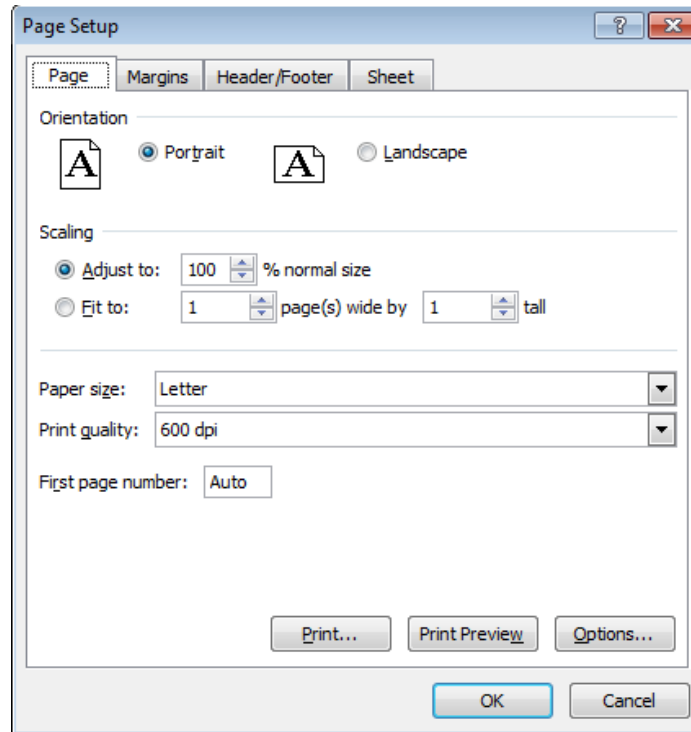 Page Setup
Page Margins Header/Footer Sheet
Orientation
A Portrait A Landscape
Scaling
Adjust to: 100 % normal size
Fit to: 1 page(s) wide by 1 tall
Paper size: Letter
Print quality: 600 dpi
First page number: Auto
Print... Print Preview Options...
OK Cancel